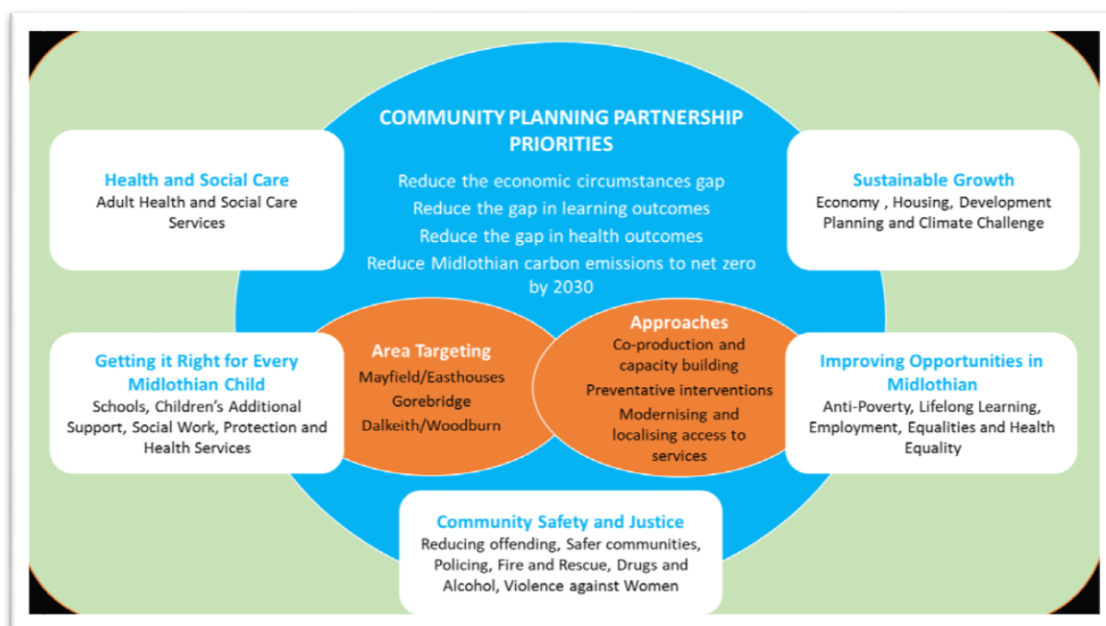 COMMUNITY PLANNING PARTNERSHIP
PRIORITIES
Reduce the economic circumstances gap
Reduce the gap in learning outcomes
Reduce the gap in health outcomes
Reduce Midlothian carbon emissions to net zero
by 2030
Health and Social Care
Adult Health and Social Care
Services
Sustainable Growth
Economy , Housing, Development
Planning and Climate Challenge
Getting it Right for Every
Midlothian Child
Schools, Children's Additional
Support, Social Work, Protection and
Health Services
Area Targeting
Mayfield/Easthouses
Gorebridge
Dalkeith/Woodburn
Approaches
Co-production and
capacity building
Preventative interventions
Modernising and
localising access to
services
Improving Opportunities in
Midlothian
Anti-Poverty, Lifelong Learning,
Employment, Equalities and Health
Equality
Community Safety and Justice
Reducing offending, Safer communities,
Policing, Fire and Rescue, Drugs and
Alcohol, Violence against Women